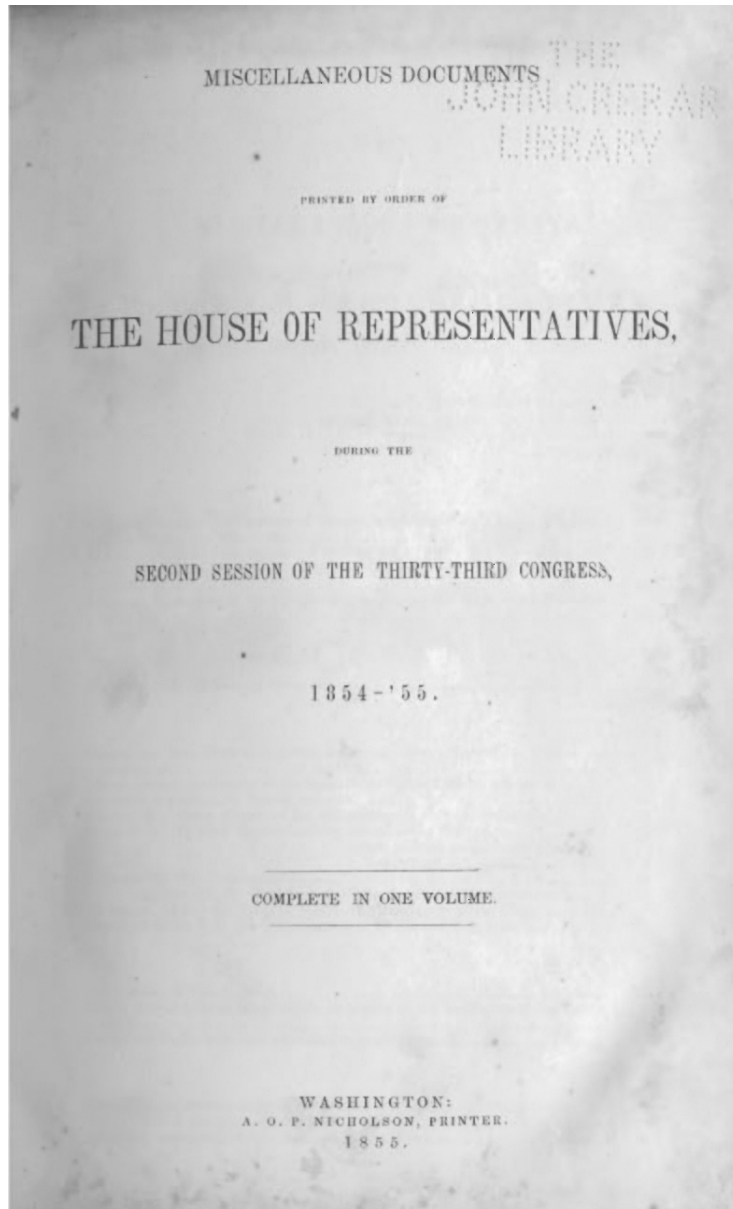 MISCELLANEOUS DOCUMENTS
THE
JOHN CRERAR
LIBRARY
PRINTED BY ORDER OF
THE HOUSE OF REPRESENTATIVES,
DURING THE
SECOND SESSION OF THE THIRTY-THIRD CONGRESS,
1854-'55.
COMPLETE IN ONE VOLUME.
WASHINGTON:
A. O. P. NICHOLSON, PRINTER.
1855.